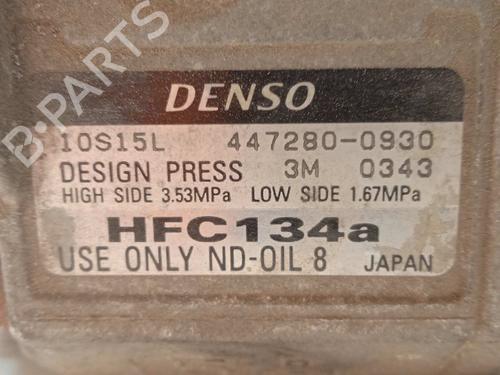 DENSO
10S15L 447280-0930
DESIGN PRESS 3M 0343
HIGH SIDE 3.53MPa LOW SIDE 1.67MPa
HFC134a
USE ONLY ND-OIL 8 JAPAN
B-PARTS